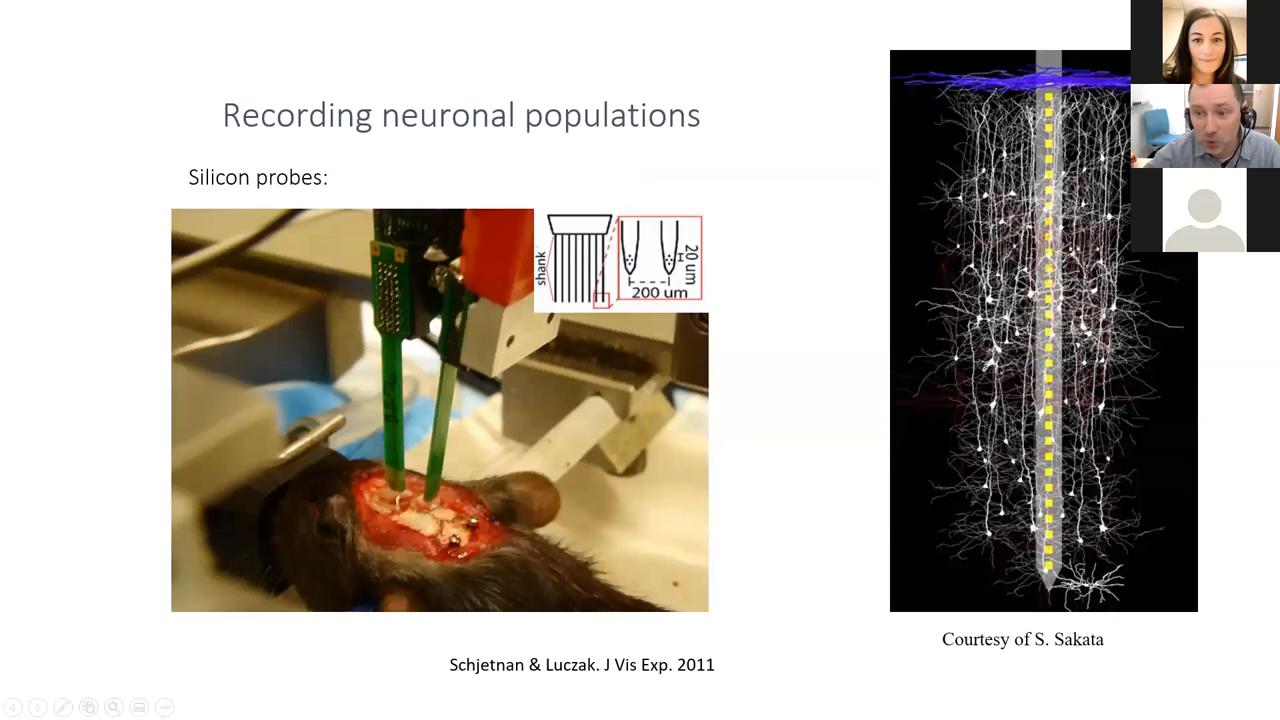 Recording neuronal populations
Silicon probes:
shank
20 um
200 um
Courtesy of S. Sakata
Schjetnan & Luczak. J Vis Exp. 2011